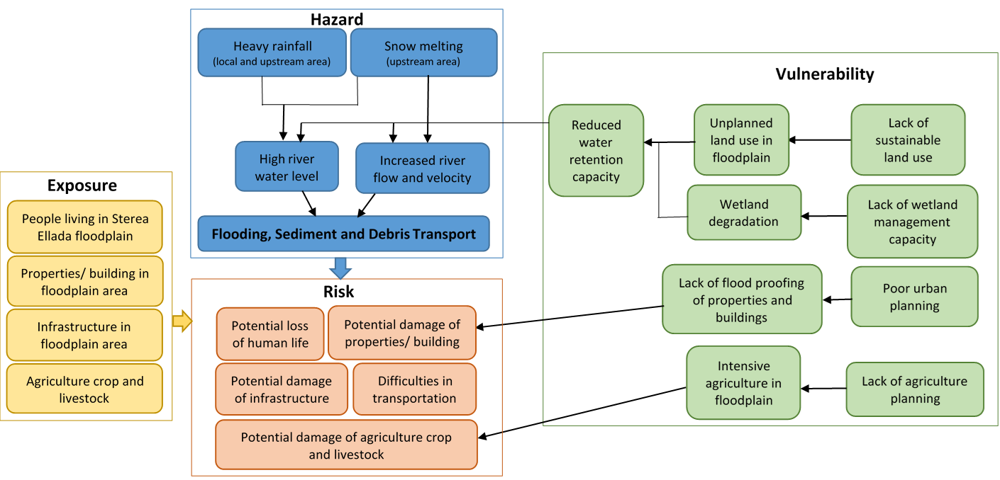 Hazard
Heavy rainfall
(local and upstream area)
Snow melting
(upstream area)
High river
water level
Increased river
flow and velocity
Flooding, Sediment and Debris Transport
Exposure
People living in Sterea
Ellada floodplain
Properties/ building in
floodplain area
Infrastructure in
floodplain area
Agriculture crop and
livestock
Risk
Potential loss
of human life
Potential damage of
properties/ building
Potential damage
of infrastructure
Difficulties in
transportation
Potential damage of agriculture crop
and livestock
Vulnerability
Reduced
water
retention
capacity
Unplanned
land use in
floodplain
Lack of
sustainable
land use
Wetland
degradation
Lack of wetland
management
capacity
Lack of flood proofing
of properties and
buildings
Poor urban
planning
Intensive
agriculture in
floodplain
Lack of agriculture
planning